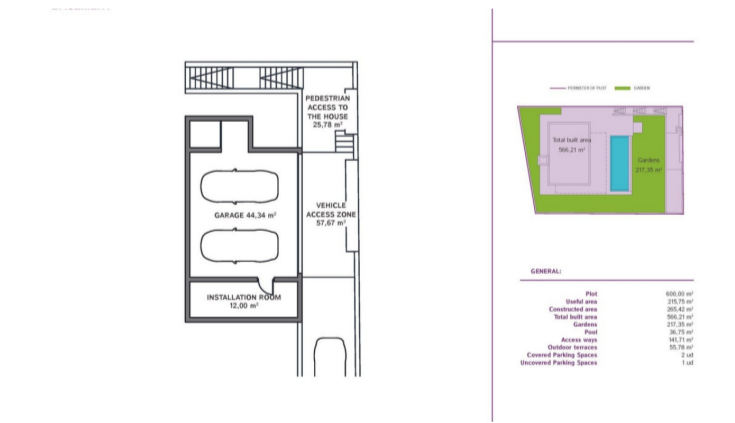 PEDESTRIAN
ACCESS TO
THE HOUSE
25,78 m²
GARAGE 44,34 m²
VEHICLE
ACCESS ZONE
57,67 m²
INSTALLATION ROOM
12,00 m²
PERIMETER OF PLOT
GARDEN
Total built area
566,21 m²
Gardens
217,35 m²
GENERAL:
Plot 600,00 m²
Useful area 215,75 m²
Constructed area 265,42 m²
Total built area 566,21 m²
Gardens 217,35 m²
Pool 36,75 m²
Access ways 141,71 m²
Outdoor terraces 55,78 m²
Covered Parking Spaces 2 ud
Uncovered Parking Spaces 1 ud